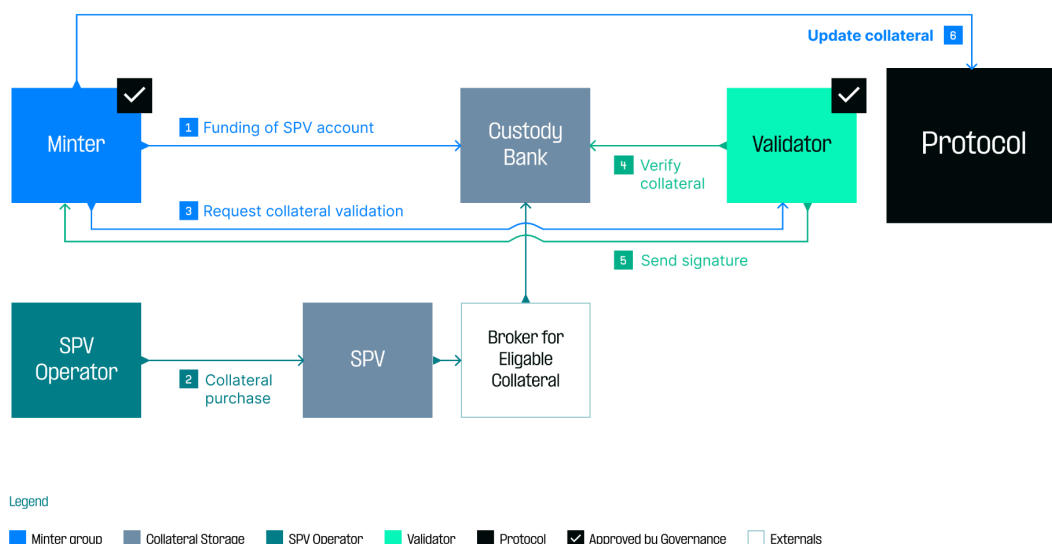 Update collateral 6
Minter
1 Funding of SPV account
Custody
Bank
Validator
Protocol
4 Verify
collateral
3 Request collateral validation
5 Send signature
SPV
Operator
2 Collateral
purchase
SPV
Broker for
Eligable
Collateral
Legend
Minter group
Collateral Storage
SPV Operator
Validator
Protocol
Approved by Governance
Externals